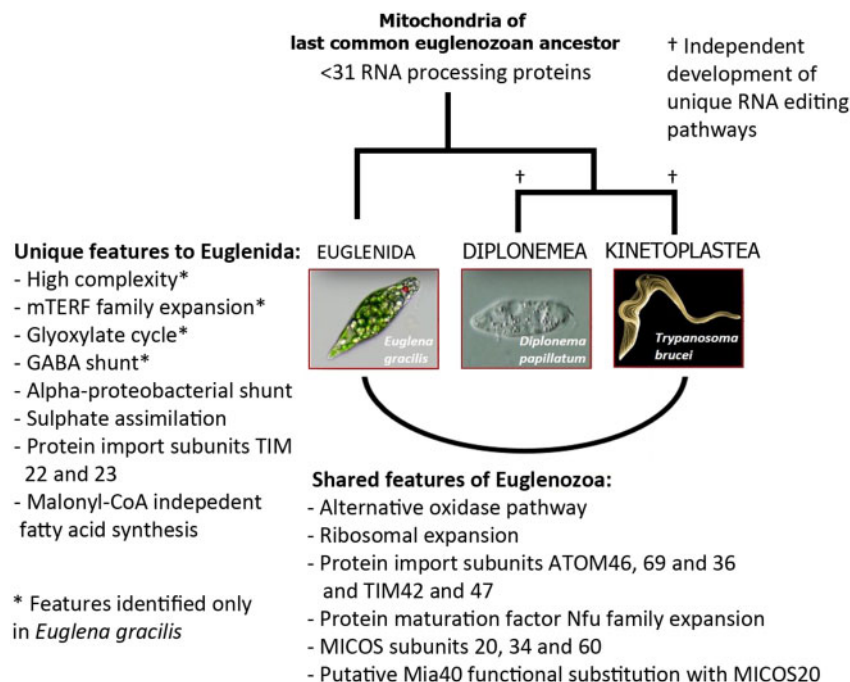 Mitochondria of
last common euglenozoan ancestor
<31 RNA processing proteins
† Independent
development of
unique RNA editing
pathways
†
†
Unique features to Euglenida:
- High complexity*
- mTERF family expansion*
- Glyoxylate cycle*
- GABA shunt*
- Alpha-proteobacterial shunt
- Sulphate assimilation
- Protein import subunits TIM
22 and 23
- Malonyl-CoA indepedent
fatty acid synthesis
* Features identified only
in Euglena gracilis
EUGLENIDA
DIPLONEMEA
KINETOPLASTEA
Euglena
gracilis
Diplonema
papillatum
Trypanosoma
brucei
Shared features of Euglenozoa:
- Alternative oxidase pathway
- Ribosomal expansion
- Protein import subunits ATOM46, 69 and 36
and TIM42 and 47
- Protein maturation factor Nfu family expansion
- MICOS subunits 20, 34 and 60
- Putative Mia40 functional substitution with MICOS20